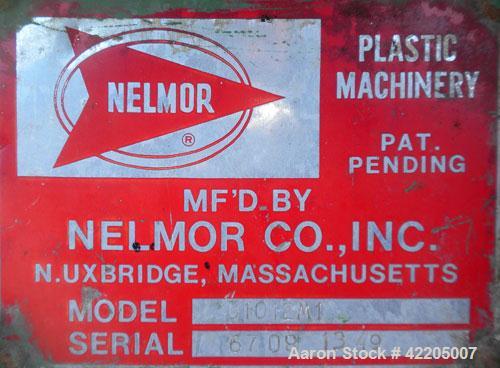 NELMOR
®
PLASTIC
MACHINERY
PAT.
PENDING
MF'D BY
NELMOR CO., INC.
N.UXBRIDGE, MASSACHUSETTS
MODEL
SERIAL
Aaron Stock # 42205007